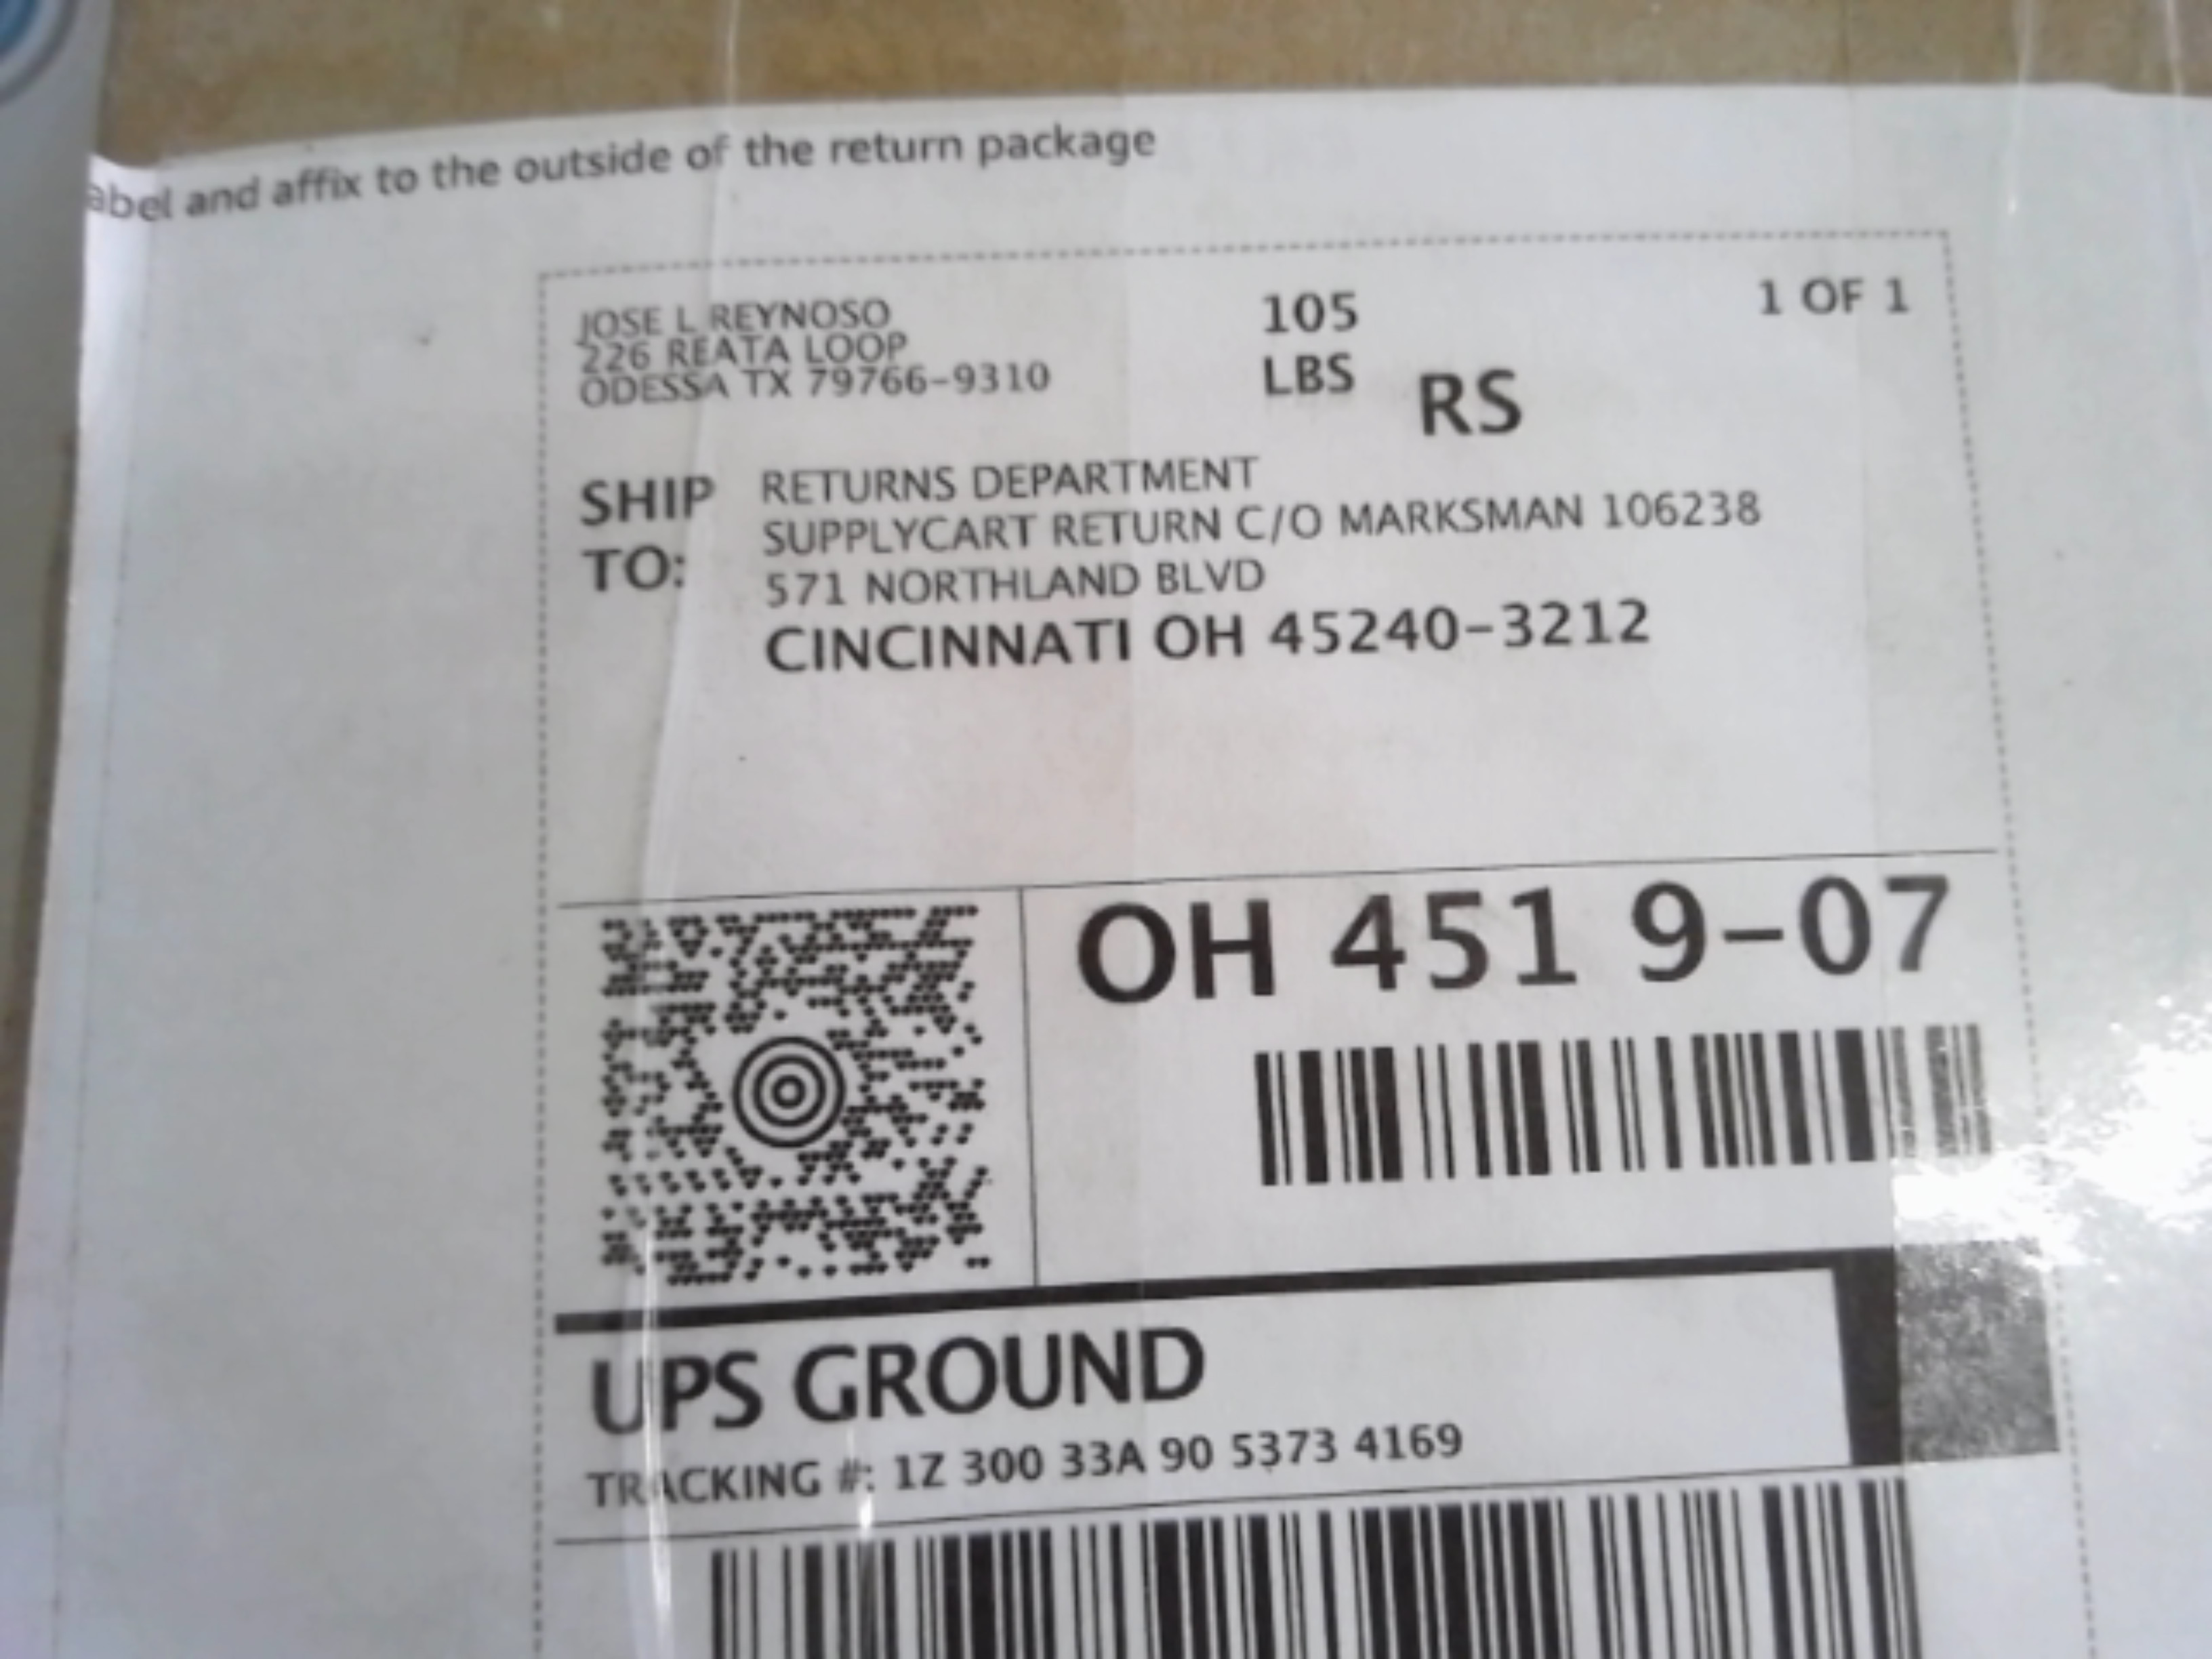 abel and affix to the outside of the return package
JOSE L REYNOSO
226 REATA LOOP
ODESSA TX 79766-9310
105
LBS
RS
1 OF 1
SHIP
TO:
RETURNS DEPARTMENT
SUPPLYCART RETURN C/O MARKSMAN 106238
571 NORTHLAND BLVD
CINCINNATI OH 45240-3212
OH 451 9-07
UPS GROUND
TRACKING #: 1Z 300 33A 90 5373 4169